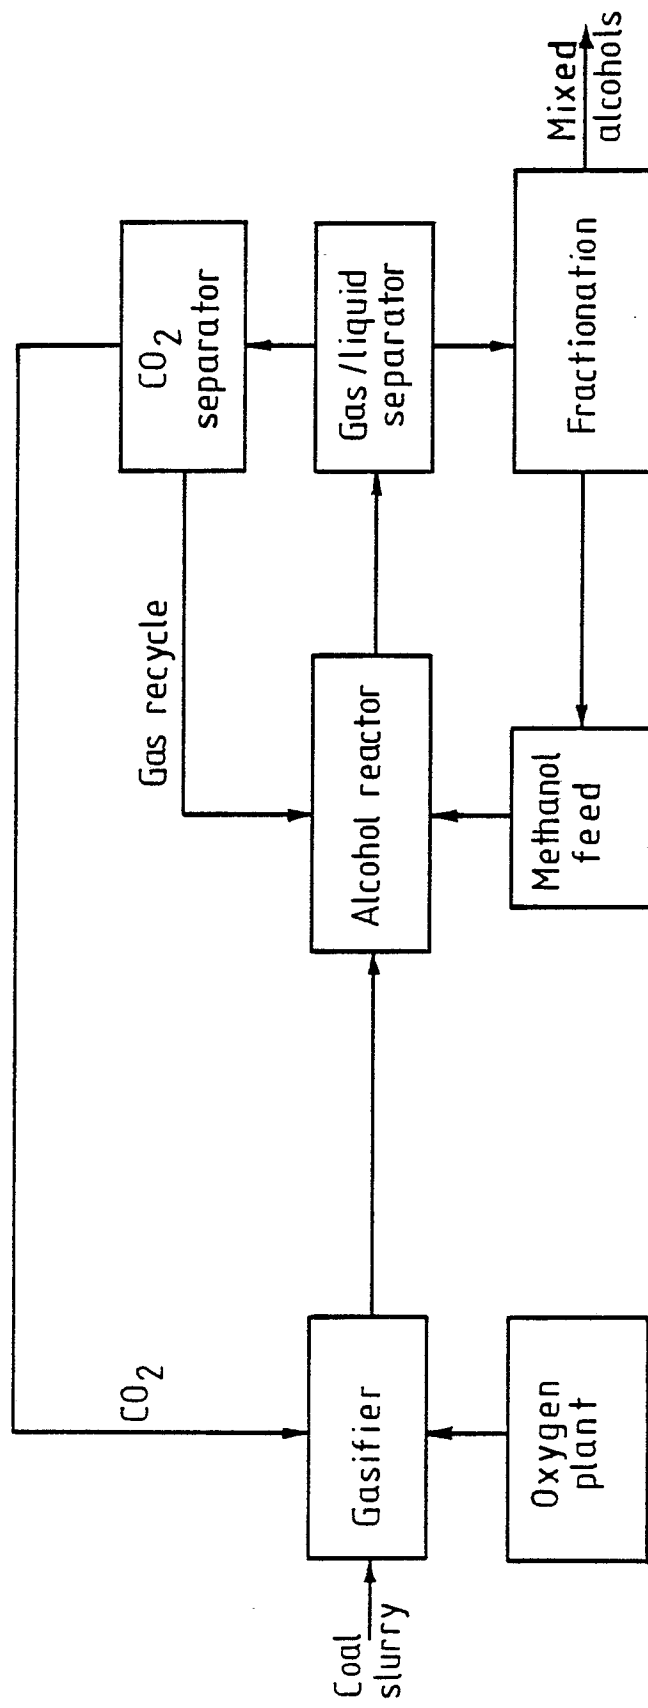 CO2
Coal
slurry
Gasifier
Oxygen
plant
Gas recycle
Alcohol reactor
Methanol
feed
CO2
separator
Gas/liquid
separator
Fractionation
Mixed
alcohols